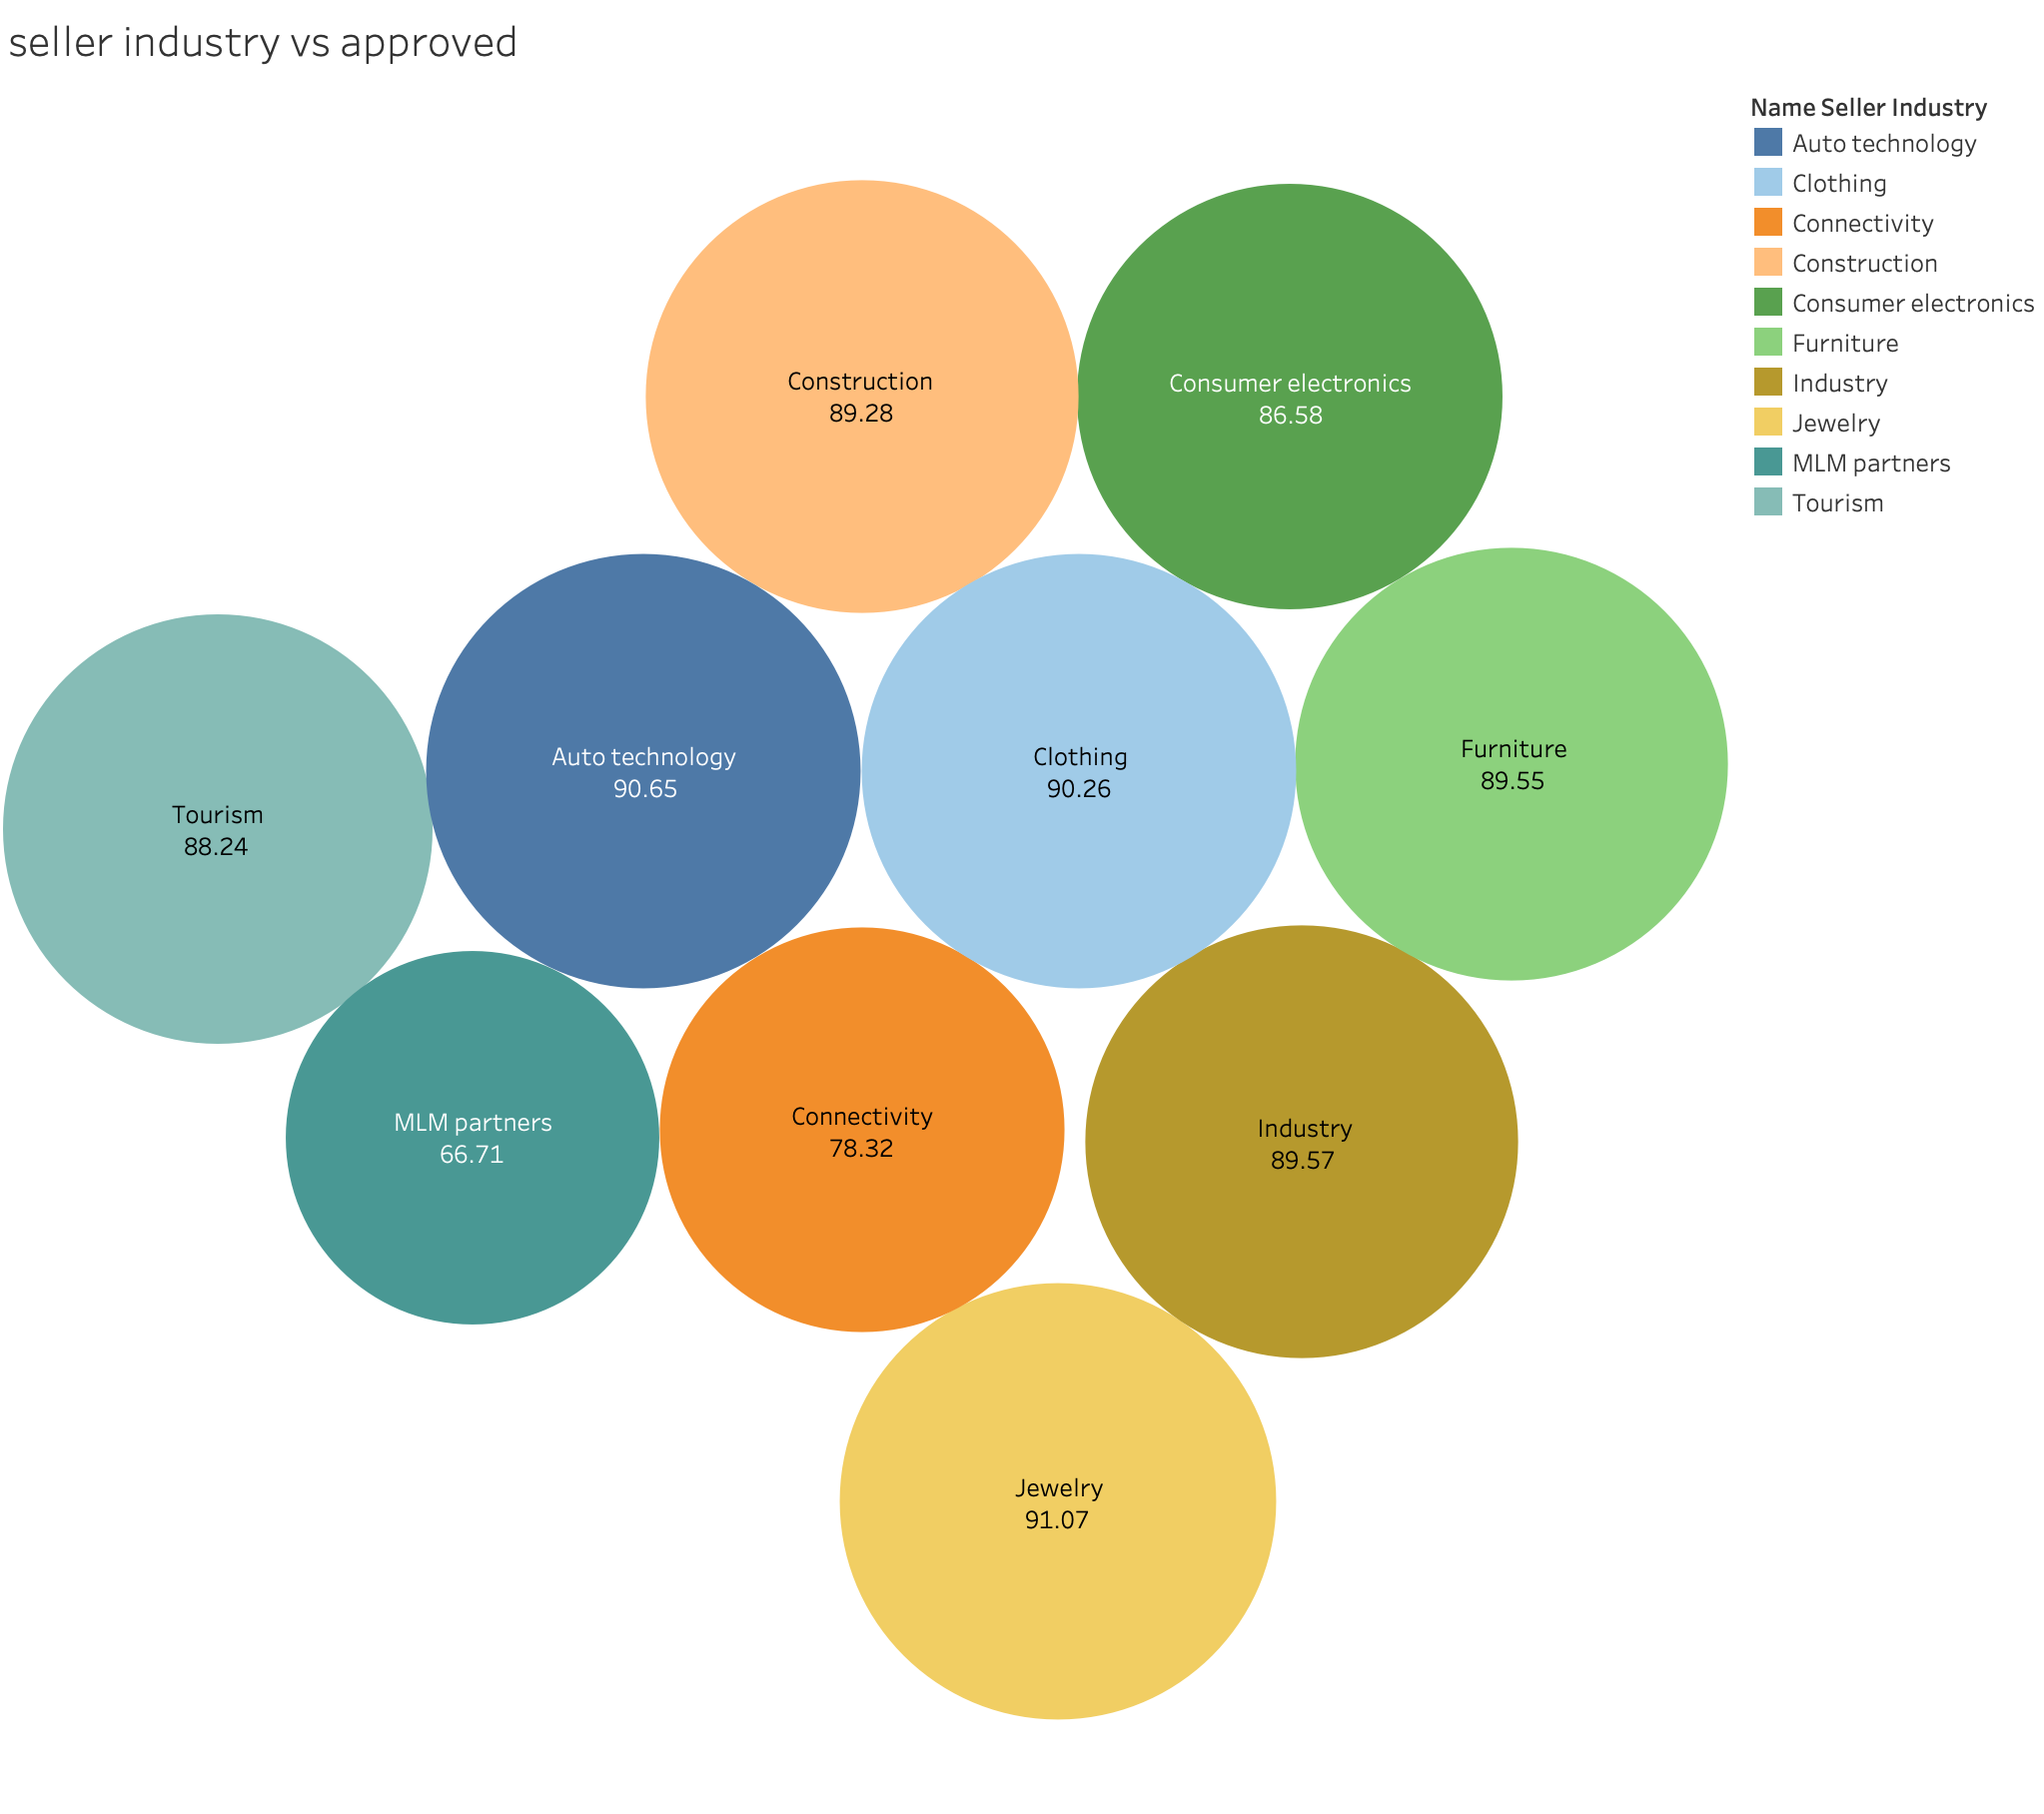 seller industry vs approved
Name Seller Industry
Auto technology
Clothing
Connectivity
Construction
Consumer electronics
Furniture
Industry
Jewelry
MLM partners
Tourism
Construction
89.28
Consumer electronics
86.58
Auto technology
90.65
Clothing
90.26
Furniture
89.55
Tourism
88.24
MLM partners
66.71
Connectivity
78.32
Industry
89.57
Jewelry
91.07